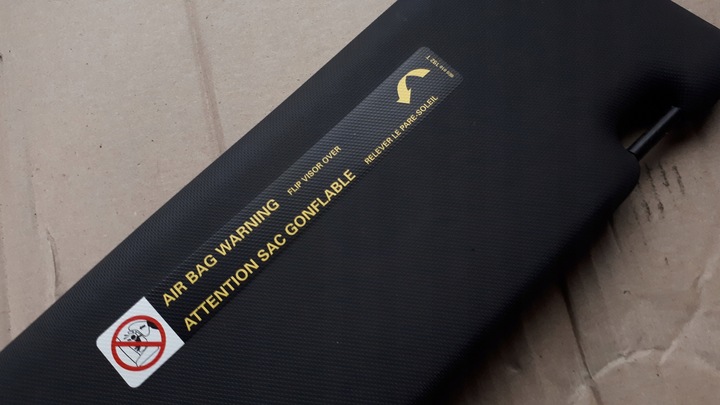 AIR BAG WARNING FLIP VISOR OVER
ATTENTION SAC GONFLABLE RELEVER LE PARE-SOLEIL